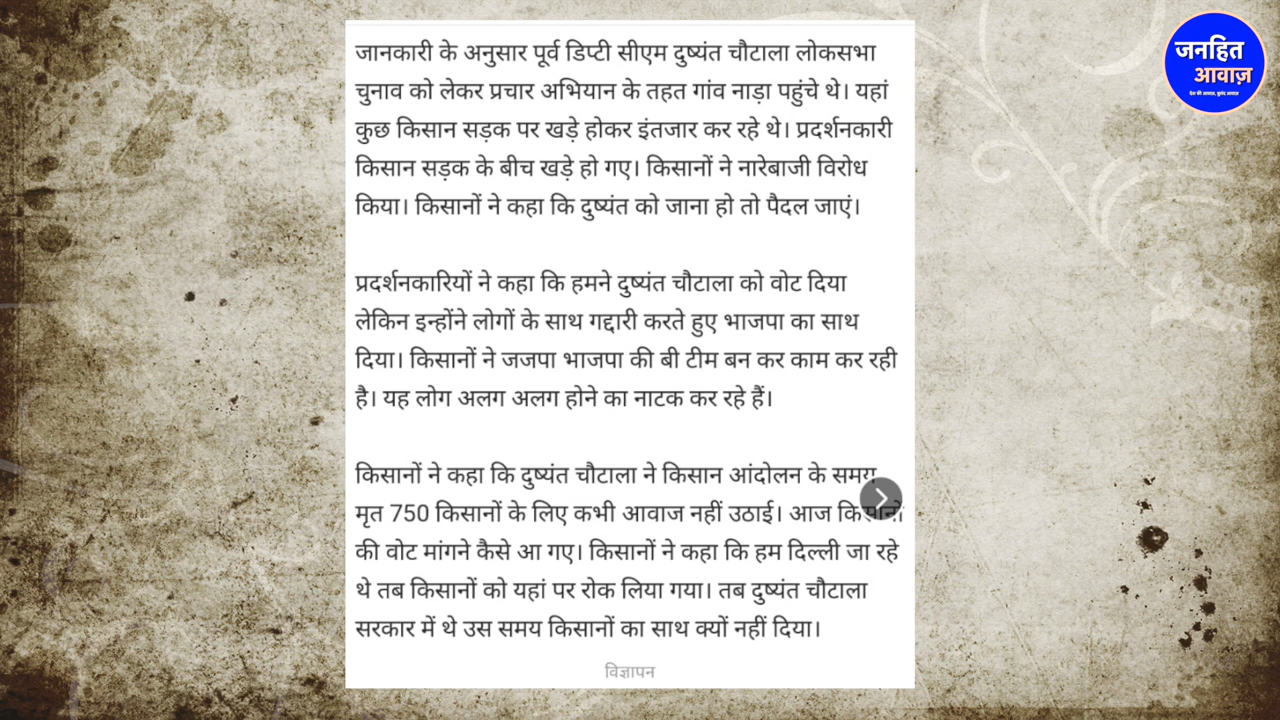 जनहित
आवाज़
देश की आवाज़, बुलंद आवाज़
जानकारी के अनुसार पूर्व डिप्टी सीएम दुष्यंत चौटाला लोकसभा
चुनाव को लेकर प्रचार अभियान के तहत गांव नाड़ा पहुंचे थे। यहां
कुछ किसान सड़क पर खड़े होकर इंतजार कर रहे थे। प्रदर्शनकारी
किसान सड़क के बीच खड़े हो गए। किसानों ने नारेबाजी विरोध
किया। किसानों ने कहा कि दुष्यंत को जाना हो तो पैदल जाएं।
प्रदर्शनकारियों ने कहा कि हमने दुष्यंत चौटाला को वोट दिया
लेकिन इन्होंने लोगों के साथ गद्दारी करते हुए भाजपा का साथ
दिया। किसानों ने जजपा भाजपा की बी टीम बन कर काम कर रही
है। यह लोग अलग अलग होने का नाटक कर रहे हैं।
किसानों ने कहा कि दुष्यंत चौटाला ने किसान आंदोलन के समय
मृत 750 किसानों के लिए कभी आवाज नहीं उठाई। आज किसानों
की वोट मांगने कैसे आ गए। किसानों ने कहा कि हम दिल्ली जा रहे
थे तब किसानों को यहां पर रोक लिया गया। तब दुष्यंत चौटाला
सरकार में थे उस समय किसानों का साथ क्यों नहीं दिया।
विज्ञापन